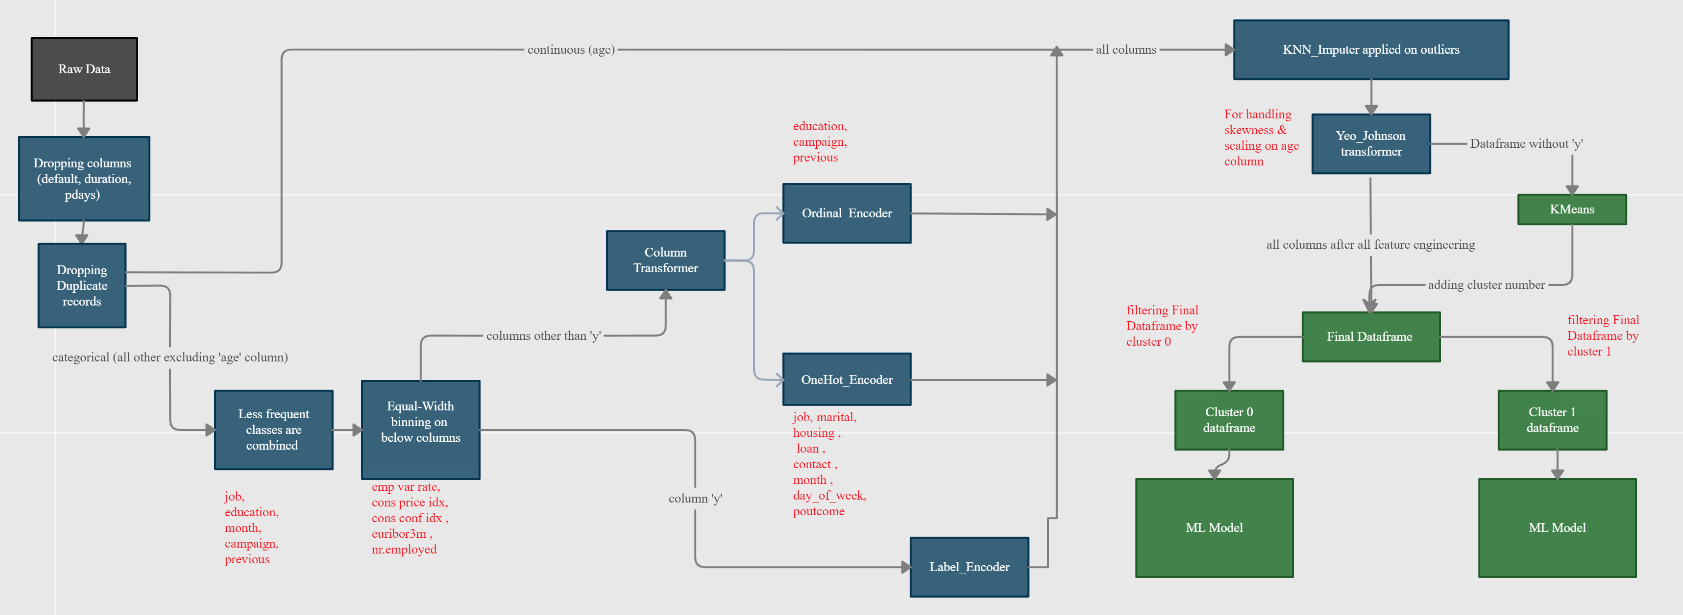 Raw Data
Dropping columns
(default, duration,
pdays)
Dropping
Duplicate
records
continuous (age)
categorical (all other excluding 'age' column)
Less frequent
classes are
combined
job,
education,
month,
campaign,
previous
Equal-Width
binning on
below columns
emp var rate,
cons price idx,
cons conf idx ,
euribor3m ,
nr.employed
columns other than 'y'
column 'y'
Column
Transformer
education,
campaign,
previous
Ordinal Encoder
OneHot_Encoder
job, marital,
housing ,
loan ,
contact ,
month ,
day_of_week,
poutcome
Label_Encoder
all columns
KNN_Imputer applied on outliers
For handling
skewness &
scaling on age
column
Yeo_Johnson
transformer
Dataframe without 'y'
KMeans
all columns after all feature engineering
adding cluster number
filtering Final
Dataframe by
cluster 0
Final Dataframe
filtering Final
Dataframe by
cluster 1
Cluster 0
dataframe
Cluster 1
dataframe
ML Model
ML Model